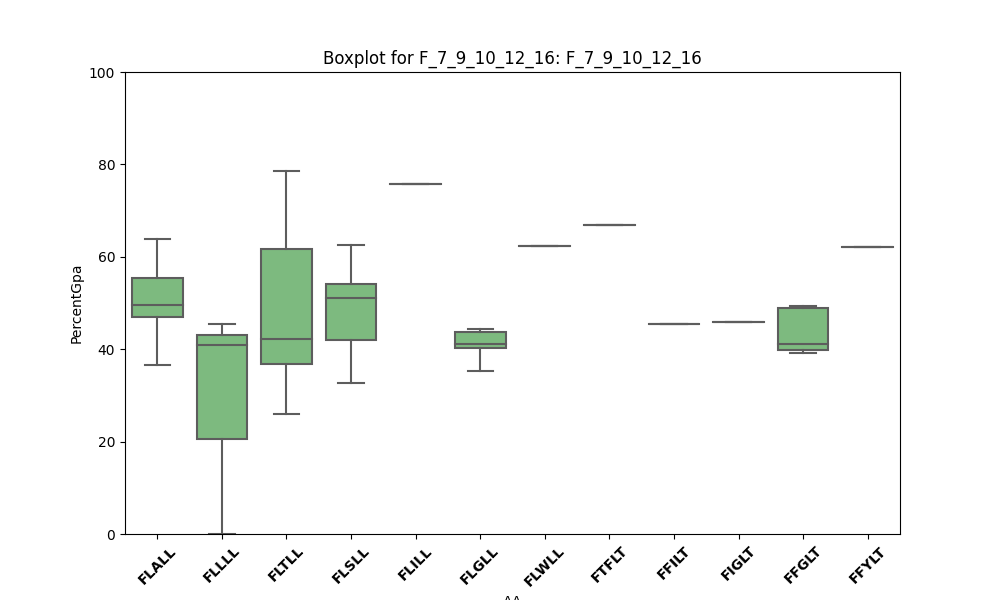 Boxplot for F_7_9_10_12_16: F_7_9_10_12_16
PercentGpa
100
80
60
40
20
0
FLALL
FLLLL
FLTLL
FLSLL
FLILL
FLGLL
FLWLL
FTFLT
FFILT
FIGLT
FFGLT
FFYLT
AA